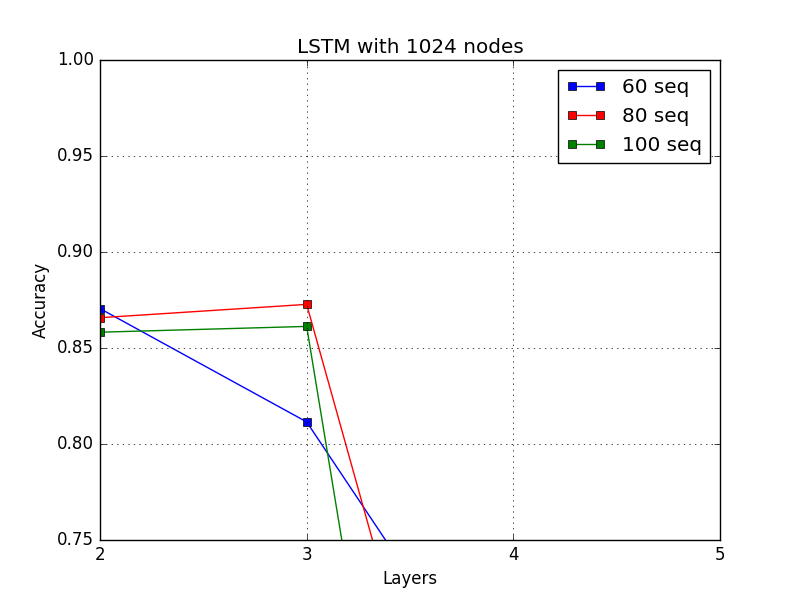 LSTM with 1024 nodes
1.00
0.95
0.90
0.85
0.80
0.75
Accuracy
60 seq
80 seq
100 seq
2 3 4 5
Layers